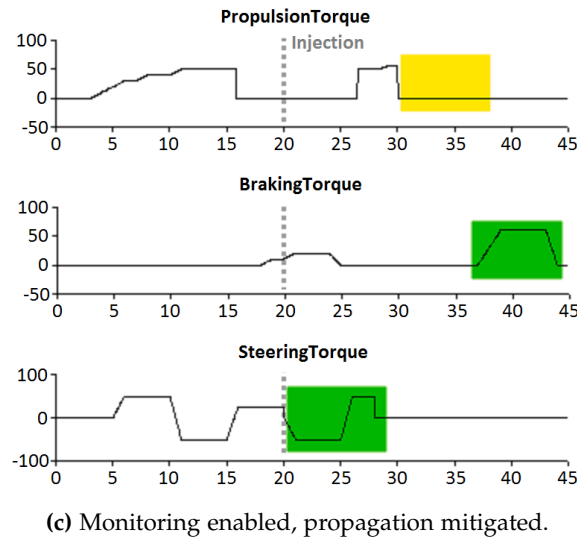 PropulsionTorque
Injection
100
50
0
-50
0 5 10 15 20 25 30 35 40 45
BrakingTorque
100
50
0
-50
0 5 10 15 20 25 30 35 40 45
SteeringTorque
100
0
-100
0 5 10 15 20 25 30 35 40 45
(c) Monitoring enabled, propagation mitigated.